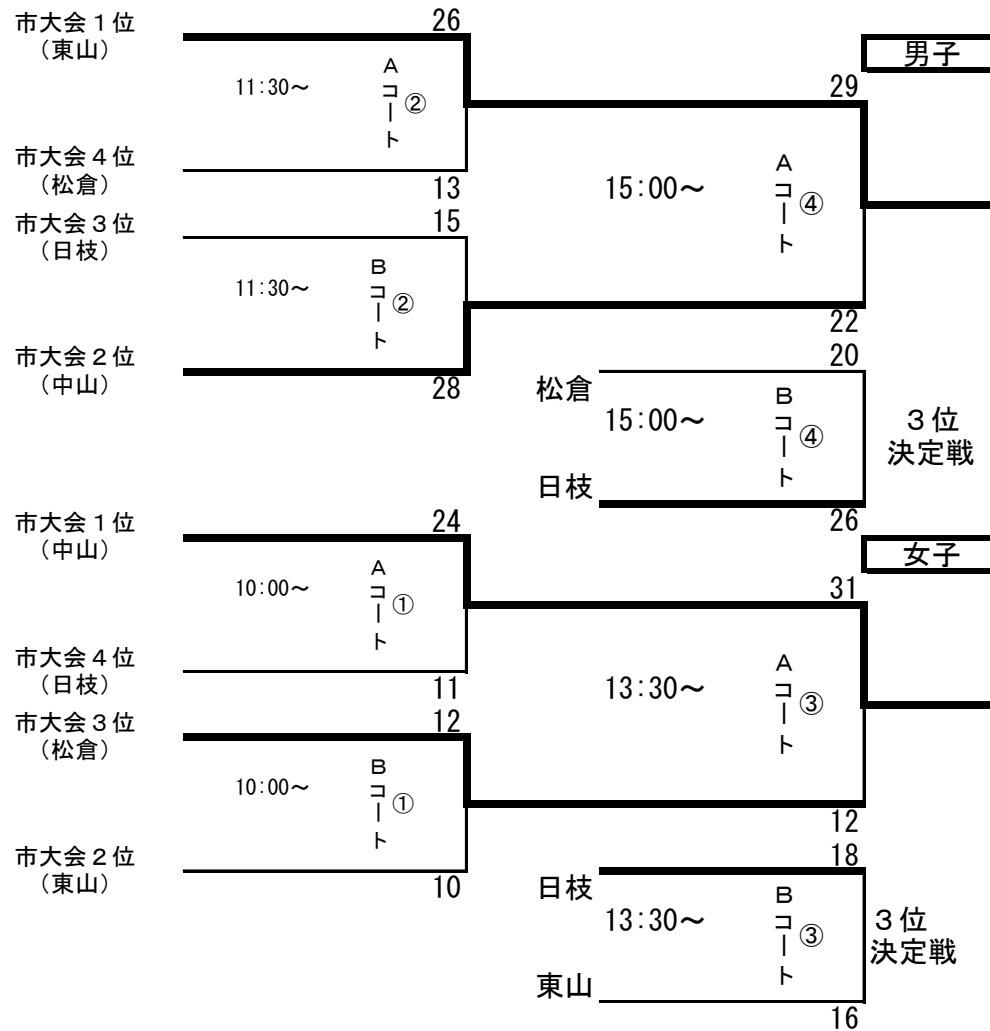 市大会１位
（東山）
26
11:30～
Aコート②
市大会４位
（松倉）
13
市大会３位
（日枝）
15
11:30～
Bコート②
市大会２位
（中山）
28
男子
29
15:00～
Aコート④
22
松倉
20
15:00～
Bコート④
日枝
26
３位
決定戦
市大会１位
（中山）
24
10:00～
Aコート①
市大会４位
（日枝）
11
市大会３位
（松倉）
12
10:00～
Bコート①
市大会２位
（東山）
10
女子
31
13:30～
Aコート③
12
日枝
18
13:30～
Bコート③
東山
16
３位
決定戦